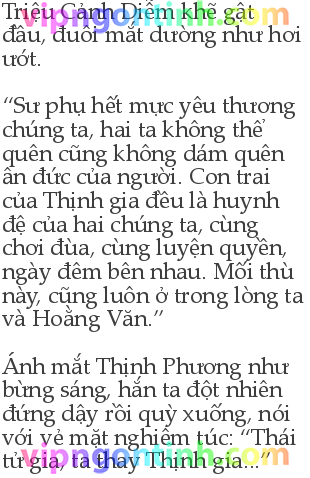 vipngontinh.com
Triệu Cảnh Diễm khẽ gật
đầu, đuôi mắt dường như hơi
ướt.
“Sư phụ hết mực yêu thương
chúng ta, hai ta không thể
quên cũng không dám quên
ân đức của người. Con trai
của Thịnh gia đều là huynh
đệ của hai chúng ta, cùng
chơi đùa, cùng luyện quyền,
ngày đêm bên nhau. Mối thù
này, cũng luôn ở trong lòng ta
và Hoằng Văn.”
Ánh mắt Thịnh Phương như
bừng sáng, hắn ta đột nhiên
đứng dậy rồi quỳ xuống, nói
với vẻ mặt nghiêm túc: “Thái
tử gia, ta thay Thịnh gia...”
vipngontinh.com